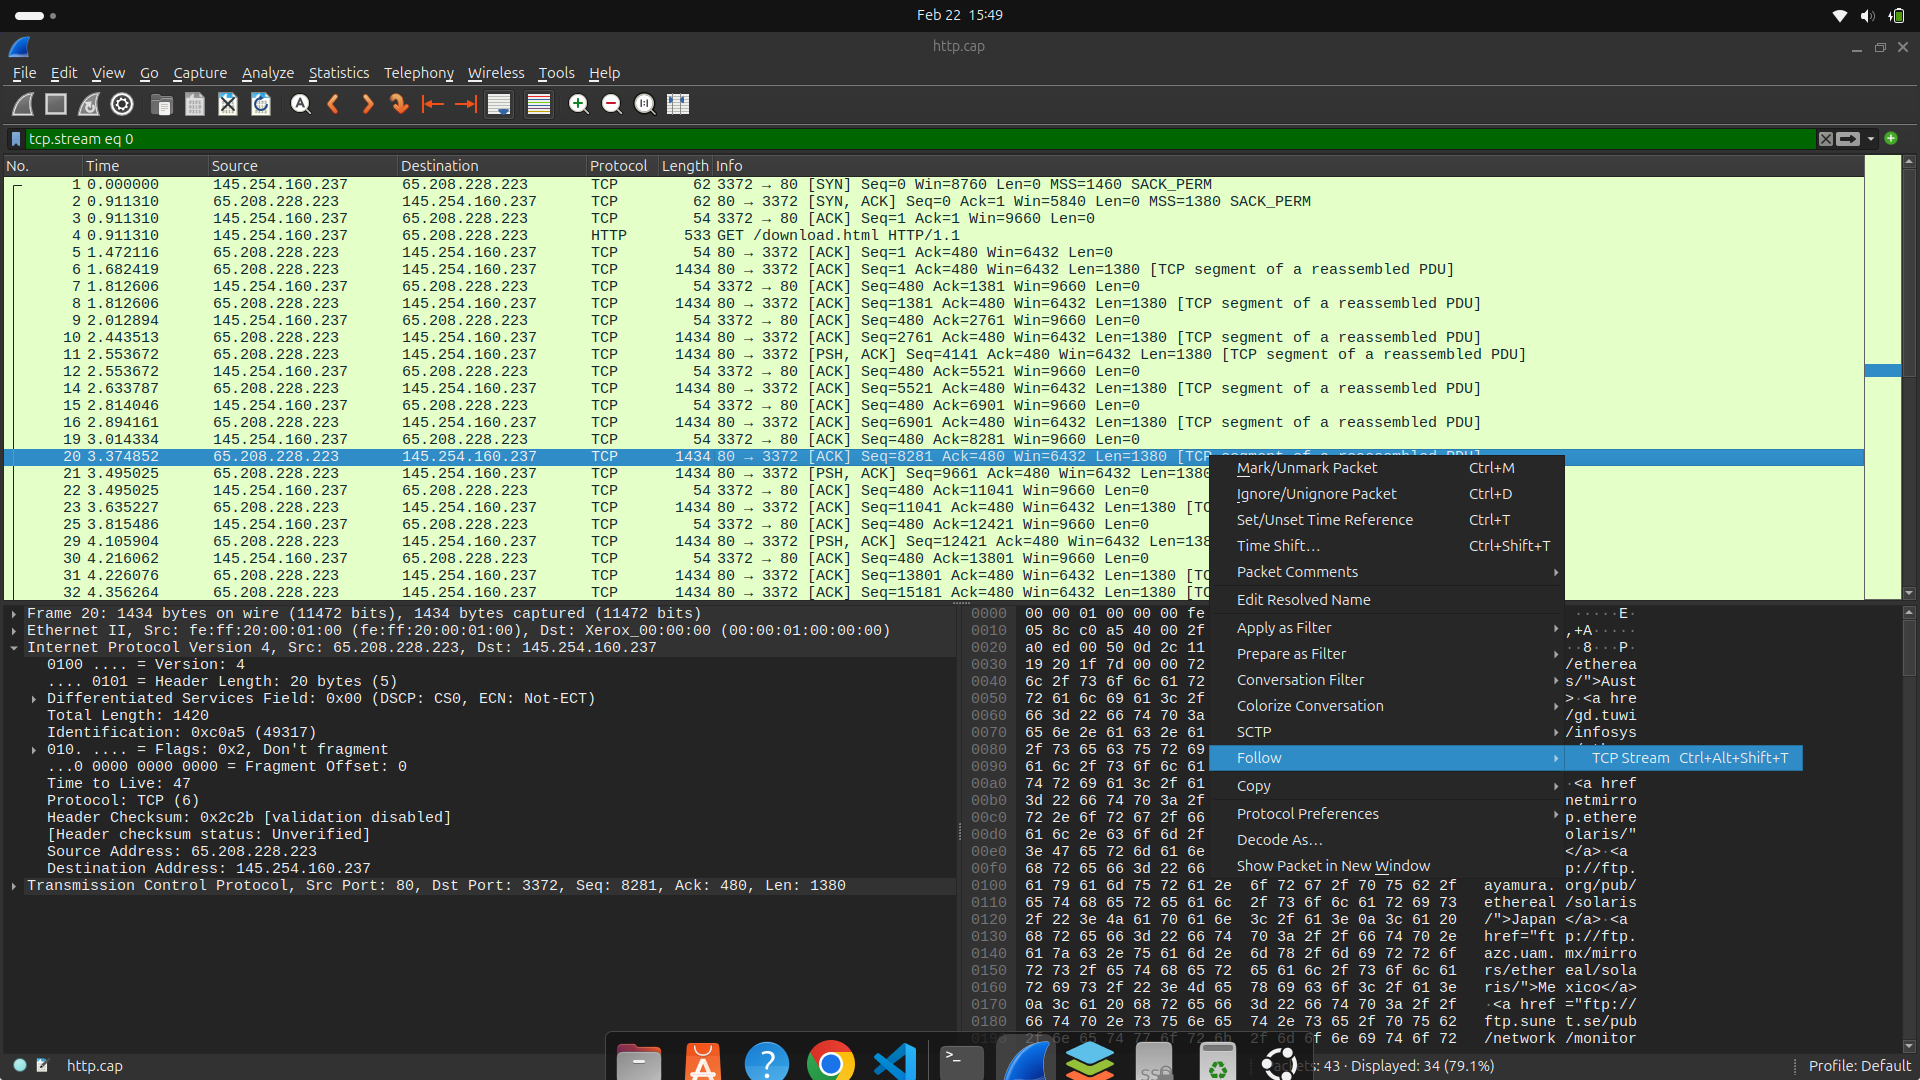 Feb 22 15:49
http.cap
File Edit View Go Capture Analyze Statistics Telephony Wireless Tools Help
tcp.stream eq 0
No. Time Source Destination Protocol Length Info
1 0.000000 145.254.160.237 65.208.228.223 TCP 62 3372 → 80 [SYN] Seq=0 Win=8760 Len=0 MSS=1460 SACK_PERM
2 0.911310 65.208.228.223 145.254.160.237 TCP 62 80 → 3372 [SYN, ACK] Seq=0 Ack=1 Win=5840 Len=0 MSS=1380 SACK_PERM
3 0.911310 145.254.160.237 65.208.228.223 TCP 54 3372 → 80 [ACK] Seq=1 Ack=1 Win=9660 Len=0
4 0.911310 145.254.160.237 65.208.228.223 HTTP 533 GET /download.html HTTP/1.1
5 1.472116 65.208.228.223 145.254.160.237 TCP 54 80 → 3372 [ACK] Seq=1 Ack=480 Win=6432 Len=0
6 1.682419 65.208.228.223 145.254.160.237 TCP 1434 80 → 3372 [ACK] Seq=1 Ack=480 Win=6432 Len=1380 [TCP segment of a reassembled PDU]
7 1.812606 145.254.160.237 65.208.228.223 TCP 54 3372 → 80 [ACK] Seq=480 Ack=1381 Win=9660 Len=0
8 1.812606 65.208.228.223 145.254.160.237 TCP 1434 80 → 3372 [ACK] Seq=1381 Ack=480 Win=6432 Len=1380 [TCP segment of a reassembled PDU]
9 2.012894 145.254.160.237 65.208.228.223 TCP 54 3372 → 80 [ACK] Seq=480 Ack=2761 Win=9660 Len=0
10 2.443513 65.208.228.223 145.254.160.237 TCP 1434 80 → 3372 [ACK] Seq=2761 Ack=480 Win=6432 Len=1380 [TCP segment of a reassembled PDU]
11 2.553672 65.208.228.223 145.254.160.237 TCP 1434 80 → 3372 [PSH, ACK] Seq=4141 Ack=480 Win=6432 Len=1380 [TCP segment of a reassembled PDU]
12 2.553672 145.254.160.237 65.208.228.223 TCP 54 3372 → 80 [ACK] Seq=480 Ack=5521 Win=9660 Len=0
14 2.633787 65.208.228.223 145.254.160.237 TCP 1434 80 → 3372 [ACK] Seq=5521 Ack=480 Win=6432 Len=1380 [TCP segment of a reassembled PDU]
15 2.814046 145.254.160.237 65.208.228.223 TCP 54 3372 → 80 [ACK] Seq=480 Ack=6901 Win=9660 Len=0
16 2.894161 65.208.228.223 145.254.160.237 TCP 1434 80 → 3372 [ACK] Seq=6901 Ack=480 Win=6432 Len=1380 [TCP segment of a reassembled PDU]
19 3.014334 145.254.160.237 65.208.228.223 TCP 54 3372 → 80 [ACK] Seq=480 Ack=8281 Win=9660 Len=0
20 3.374852 65.208.228.223 145.254.160.237 TCP 1434 80 → 3372 [ACK] Seq=8281 Ack=480 Win=6432 Len=1380 [TCP segment of a reassembled PDU]
21 3.495025 65.208.228.223 145.254.160.237 TCP 1434 80 → 3372 [PSH, ACK] Seq=9661 Ack=480 Win=6432 Len=1380
22 3.495025 145.254.160.237 65.208.228.223 TCP 54 3372 → 80 [ACK] Seq=480 Ack=11041 Win=9660 Len=0
23 3.635227 65.208.228.223 145.254.160.237 TCP 1434 80 → 3372 [ACK] Seq=11041 Ack=480 Win=6432 Len=1380 [TC
25 3.815486 145.254.160.237 65.208.228.223 TCP 54 3372 → 80 [ACK] Seq=480 Ack=12421 Win=9660 Len=0
29 4.105904 65.208.228.223 145.254.160.237 TCP 1434 80 → 3372 [PSH, ACK] Seq=12421 Ack=480 Win=6432 Len=138
30 4.216062 145.254.160.237 65.208.228.223 TCP 54 3372 → 80 [ACK] Seq=480 Ack=13801 Win=9660 Len=0
31 4.226076 65.208.228.223 145.254.160.237 TCP 1434 80 → 3372 [ACK] Seq=13801 Ack=480 Win=6432 Len=1380 [TC
32 4.356264 65.208.228.223 145.254.160.237 TCP 1434 80 → 3372 [ACK] Seq=15181 Ack=480 Win=6432 Len=1380 [TC
Mark/Unmark Packet Ctrl+M
Ignore/Unignore Packet Ctrl+D
Set/Unset Time Reference Ctrl+T
Time Shift… Ctrl+Shift+T
Packet Comments
Edit Resolved Name
Apply as Filter
Prepare as Filter
Conversation Filter
Colorize Conversation
SCTP
Follow
TCP Stream Ctrl+Alt+Shift+T
Copy
Protocol Preferences
Decode As…
Show Packet in New Window
Frame 20: 1434 bytes on wire (11472 bits), 1434 bytes captured (11472 bits)
Ethernet II, Src: fe:ff:20:00:01:00 (fe:ff:20:00:01:00), Dst: Xerox_00:00:00 (00:00:01:00:00:00)
Internet Protocol Version 4, Src: 65.208.228.223, Dst: 145.254.160.237
0100 .... = Version: 4
.... 0101 = Header Length: 20 bytes (5)
Differentiated Services Field: 0x00 (DSCP: CS0, ECN: Not-ECT)
Total Length: 1420
Identification: 0xc0a5 (49317)
010. .... = Flags: 0x2, Don't fragment
...0 0000 0000 0000 = Fragment Offset: 0
Time to Live: 47
Protocol: TCP (6)
Header Checksum: 0x2c2b [validation disabled]
[Header checksum status: Unverified]
Source Address: 65.208.228.223
Destination Address: 145.254.160.237
Transmission Control Protocol, Src Port: 80, Dst Port: 3372, Seq: 8281, Ack: 480, Len: 1380
0000 00 00 01 00 00 00 fe ·····E·
0010 05 8c c0 a5 40 00 2f ,+A·····
0020 a0 ed 00 50 0d 2c 11 ·8···P·
0030 19 20 1f 7d 00 00 72 /etherea
0040 6c 2f 73 6f 6c 61 72 s/">Aust
0050 72 61 6c 69 61 3c 2f >·<a hre
0060 66 3d 22 66 74 70 3a /gd.tuwi
0070 65 6e 2e 61 63 2e 61 /infosys
0080 2f 73 65 63 75 72 69
0090 61 6c 2f 73 6f 6c 61
00a0 74 72 69 61 3c 2f 61 ·<a href
00b0 3d 22 66 74 70 3a 2f netmirro
00c0 72 2e 6f 72 67 2f 66 p.ethere
00d0 61 6c 2e 63 6f 6d 2f olaris/"
00e0 3e 47 65 72 6d 61 6e </a>·<a
00f0 68 72 65 66 3d 22 66 p://ftp.
0100 61 79 61 6d 75 72 61 2e 6f 72 67 2f 70 75 62 2f ayamura. org/pub/
0110 65 74 68 65 72 65 61 6c 2f 73 6f 6c 61 72 69 73 ethereal /solaris
0120 2f 22 3e 4a 61 70 61 6e 3c 2f 61 3e 0a 3c 61 20 /">Japan </a>·<a
0130 68 72 65 66 3d 22 66 74 70 3a 2f 2f 66 74 70 2e href="ft p://ftp.
0140 61 7a 63 2e 75 61 6d 2e 6d 78 2f 6d 69 72 72 6f azc.uam. mx/mirro
0150 72 73 2f 65 74 68 65 72 65 61 6c 2f 73 6f 6c 61 rs/ether eal/sola
0160 72 69 73 2f 22 3e 4d 65 78 69 63 6f 3c 2f 61 3e ris/">Me xico</a>
0170 0a 3c 61 20 68 72 65 66 3d 22 66 74 70 3a 2f 2f ·<a href ="ftp://
0180 66 74 70 2e 73 75 6e 65 74 2e 73 65 2f 70 75 62 ftp.sune t.se/pub
0190 2f 6e 65 74 77 6f 72 6b 2f 6d 6f 6e 69 74 6f 72 /network /monitor
http.cap
: 43 · Displayed: 34 (79.1%)
Profile: Default